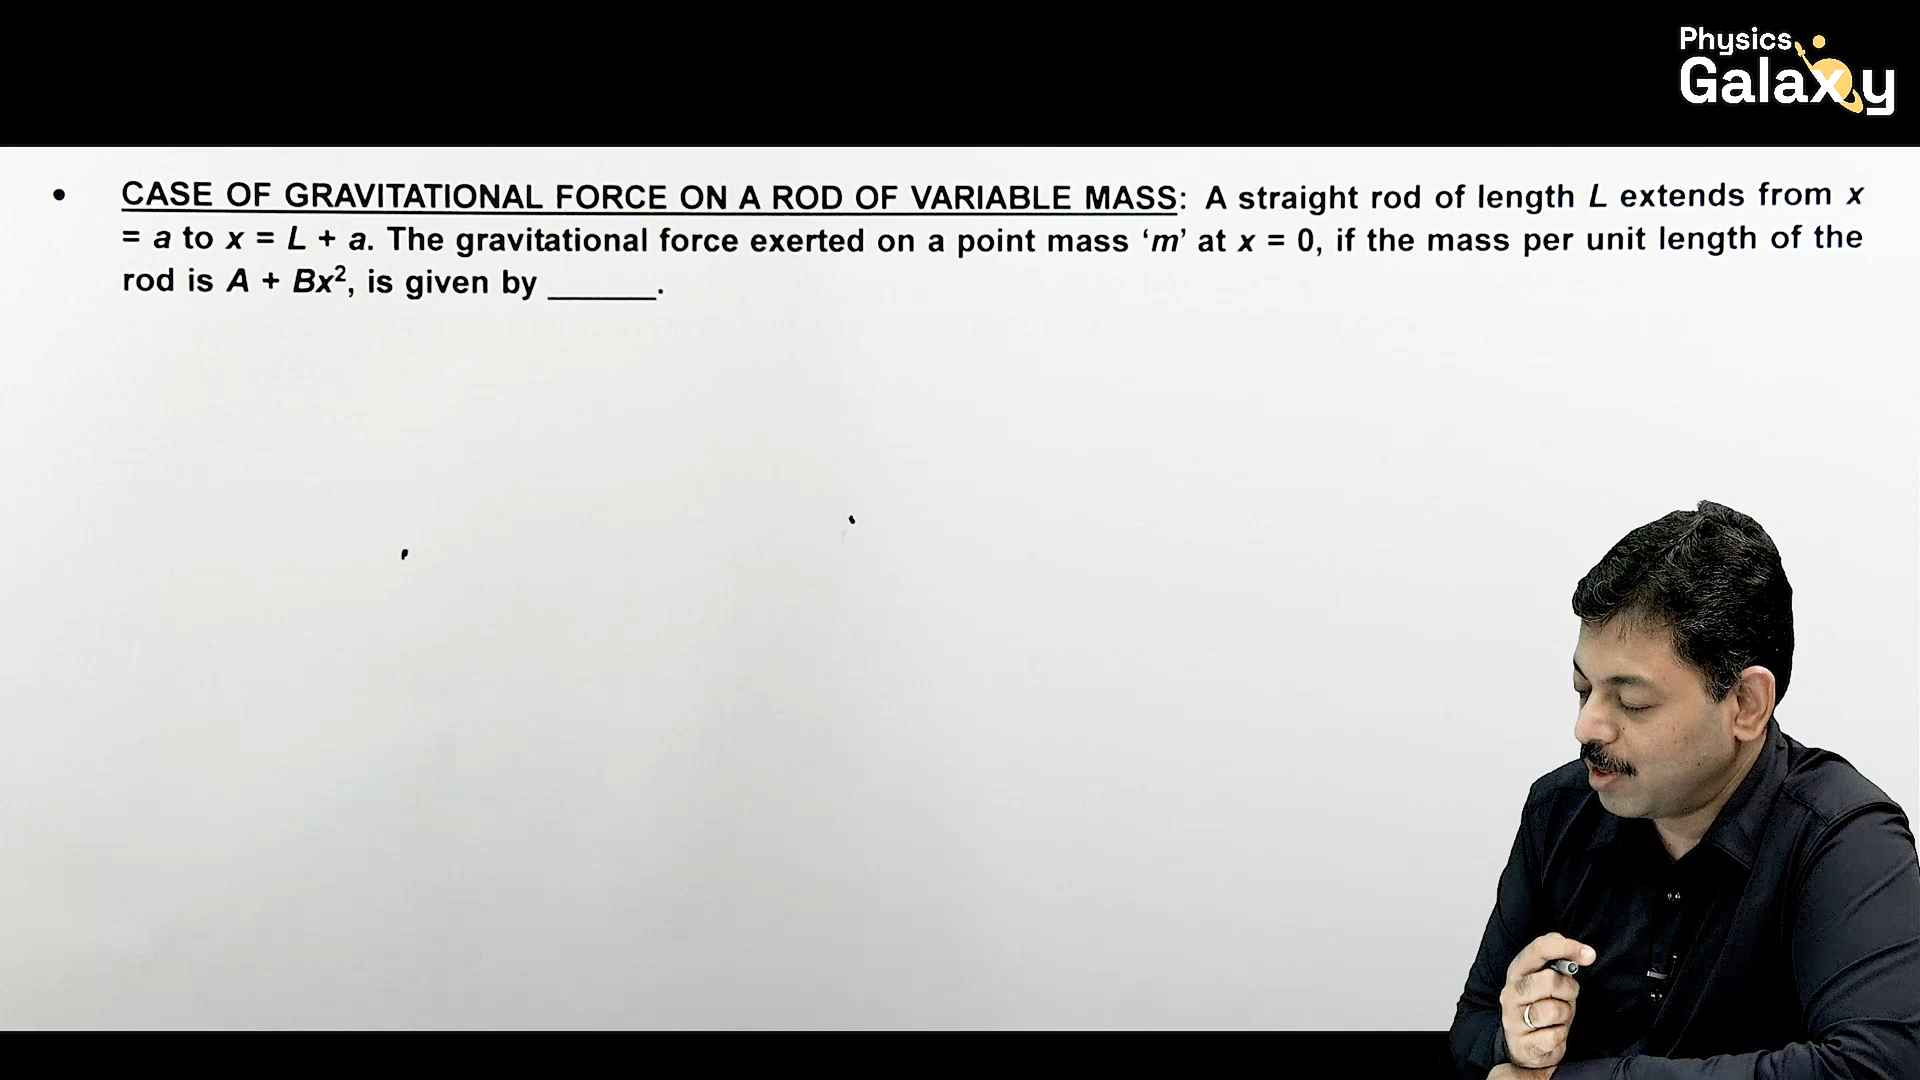 Physics
Galaxy
• CASE OF GRAVITATIONAL FORCE ON A ROD OF VARIABLE MASS: A straight rod of length L extends from x
= a to x = L + a. The gravitational force exerted on a point mass ‘m’ at x = 0, if the mass per unit length of the
rod is A + Bx², is given by ______.